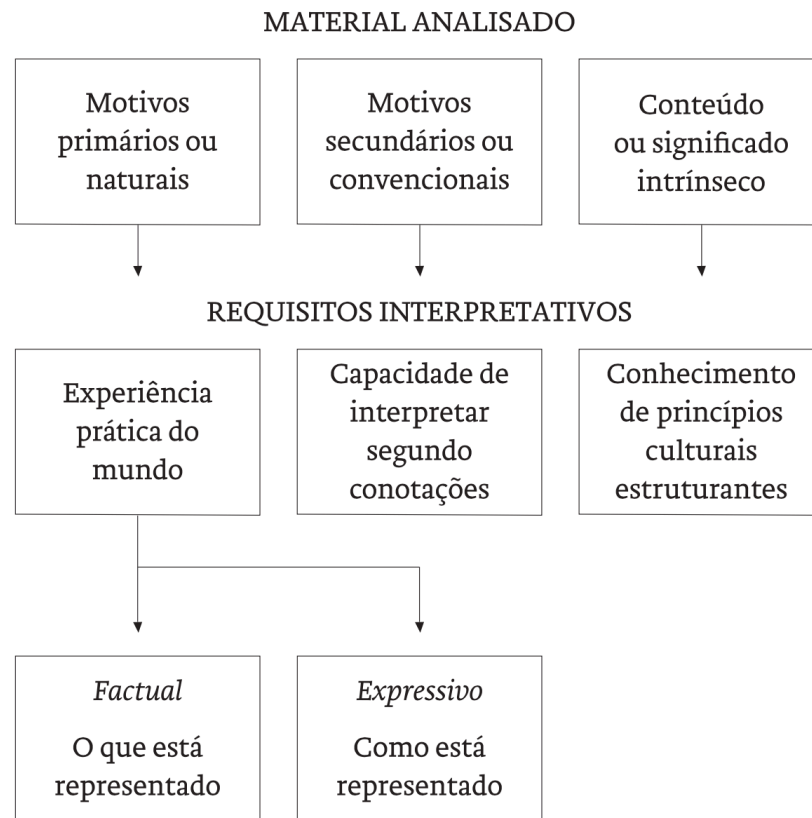 MATERIAL ANALISADO
Motivos
primários ou
naturais
Motivos
secundários ou
convencionais
Conteúdo
ou significado
intrínseco
REQUISITOS INTERPRETATIVOS
Experiência
prática do
mundo
Capacidade de
interpretar
segundo
conotações
Conhecimento
de princípios
culturais
estruturantes
Factual
O que está
representado
Expressivo
Como está
representado